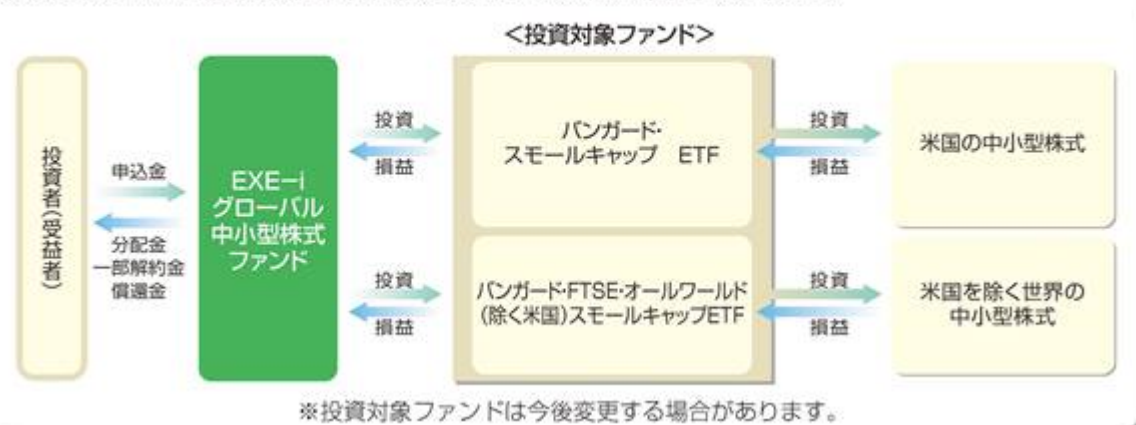 <投資対象ファンド>
投資者(受益者)
申込金
分配金
一部解約金
償還金
EXE-i
グローバル
中小型株式
ファンド
投資
損益
バンガード・
スモールキャップ ETF
投資
損益
米国の中小型株式
投資
損益
バンガード・FTSE・オールワールド
(除く米国)スモールキャップETF
投資
損益
米国を除く世界の
中小型株式
※投資対象ファンドは今後変更する場合があります。